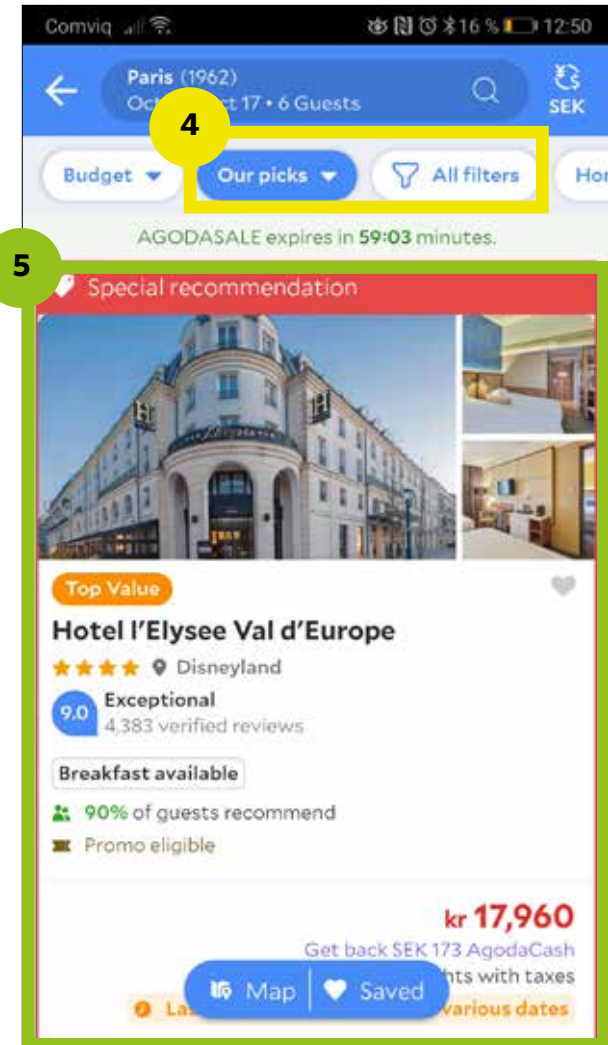 Comviq 16 % 12:50
Paris (1962)
Oct 17 • 6 Guests
SEK
4
Budget Our picks All filters Hor
AGODASALE expires in 59:03 minutes.
5
Special recommendation
Top Value
Hotel l'Elysee Val d'Europe
Disneyland
9.0 Exceptional
4,383 verified reviews
Breakfast available
90% of guests recommend
Promo eligible
kr 17,960
Get back SEK 173 AgodaCash
hts with taxes
Map Saved
La various dates